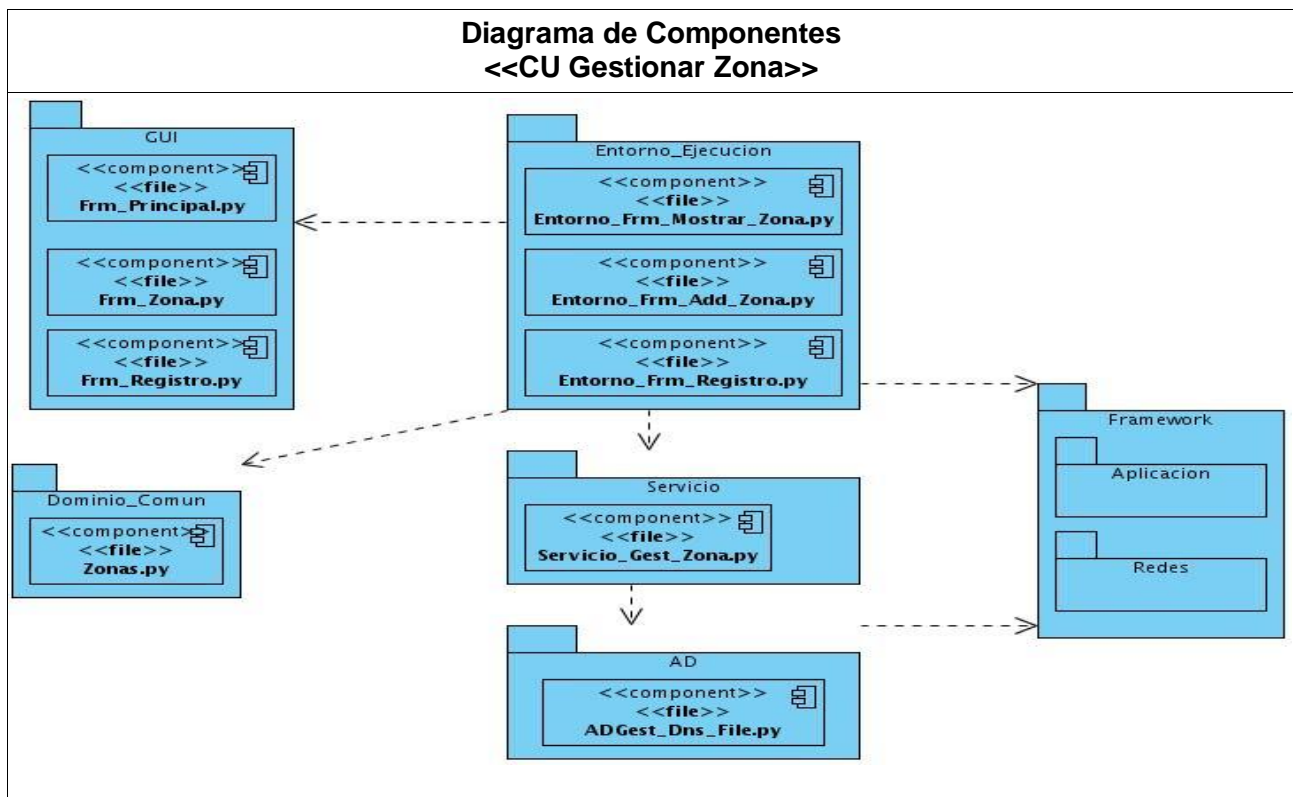 Diagrama de Componentes
<<CU Gestionar Zona>>
GUI
<<component>>
<<file>>
Frm_Principal.py
<<component>>
<<file>>
Frm_Zona.py
<<component>>
<<file>>
Frm_Registro.py
Entorno_Ejecucion
<<component>>
<<file>>
Entorno_Frm_Mostrar_Zona.py
<<component>>
<<file>>
Entorno_Frm_Add_Zona.py
<<component>>
<<file>>
Entorno_Frm_Registro.py
Framework
Aplicacion
Redes
Dominio_Comun
<<component>>
<<file>>
Zonas.py
Servicio
<<component>>
<<file>>
Servicio_Gest_Zona.py
AD
<<component>>
<<file>>
ADGest_Dns_File.py